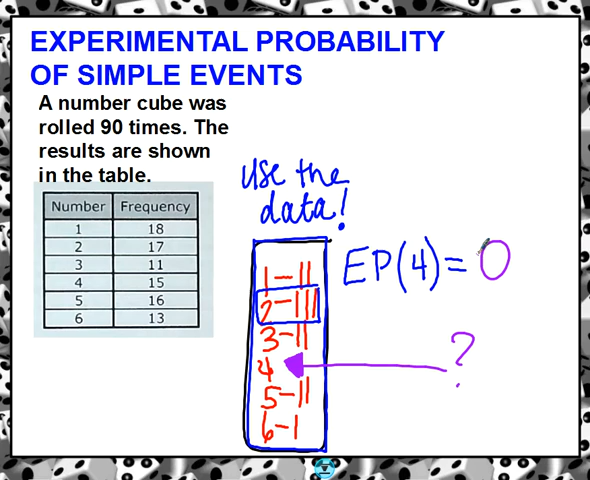 EXPERIMENTAL PROBABILITY
OF SIMPLE EVENTS
A number cube was
rolled 90 times. The
results are shown
in the table.
Number Frequency
1 18
2 17
3 11
4 15
5 16
6 13
use the
data!
1-||
2-|||
3-||
4
5-||
6-|
EP(4)=0
?